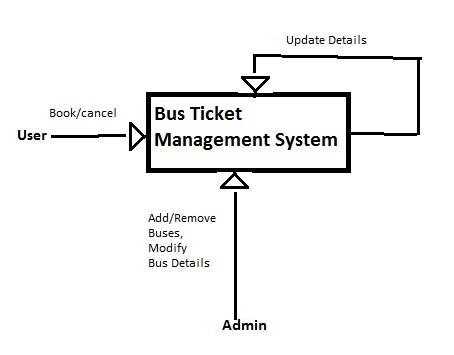 Update Details
Book/cancel
Bus Ticket
Management System
User
Add/Remove
Buses,
Modify
Bus Details
Admin